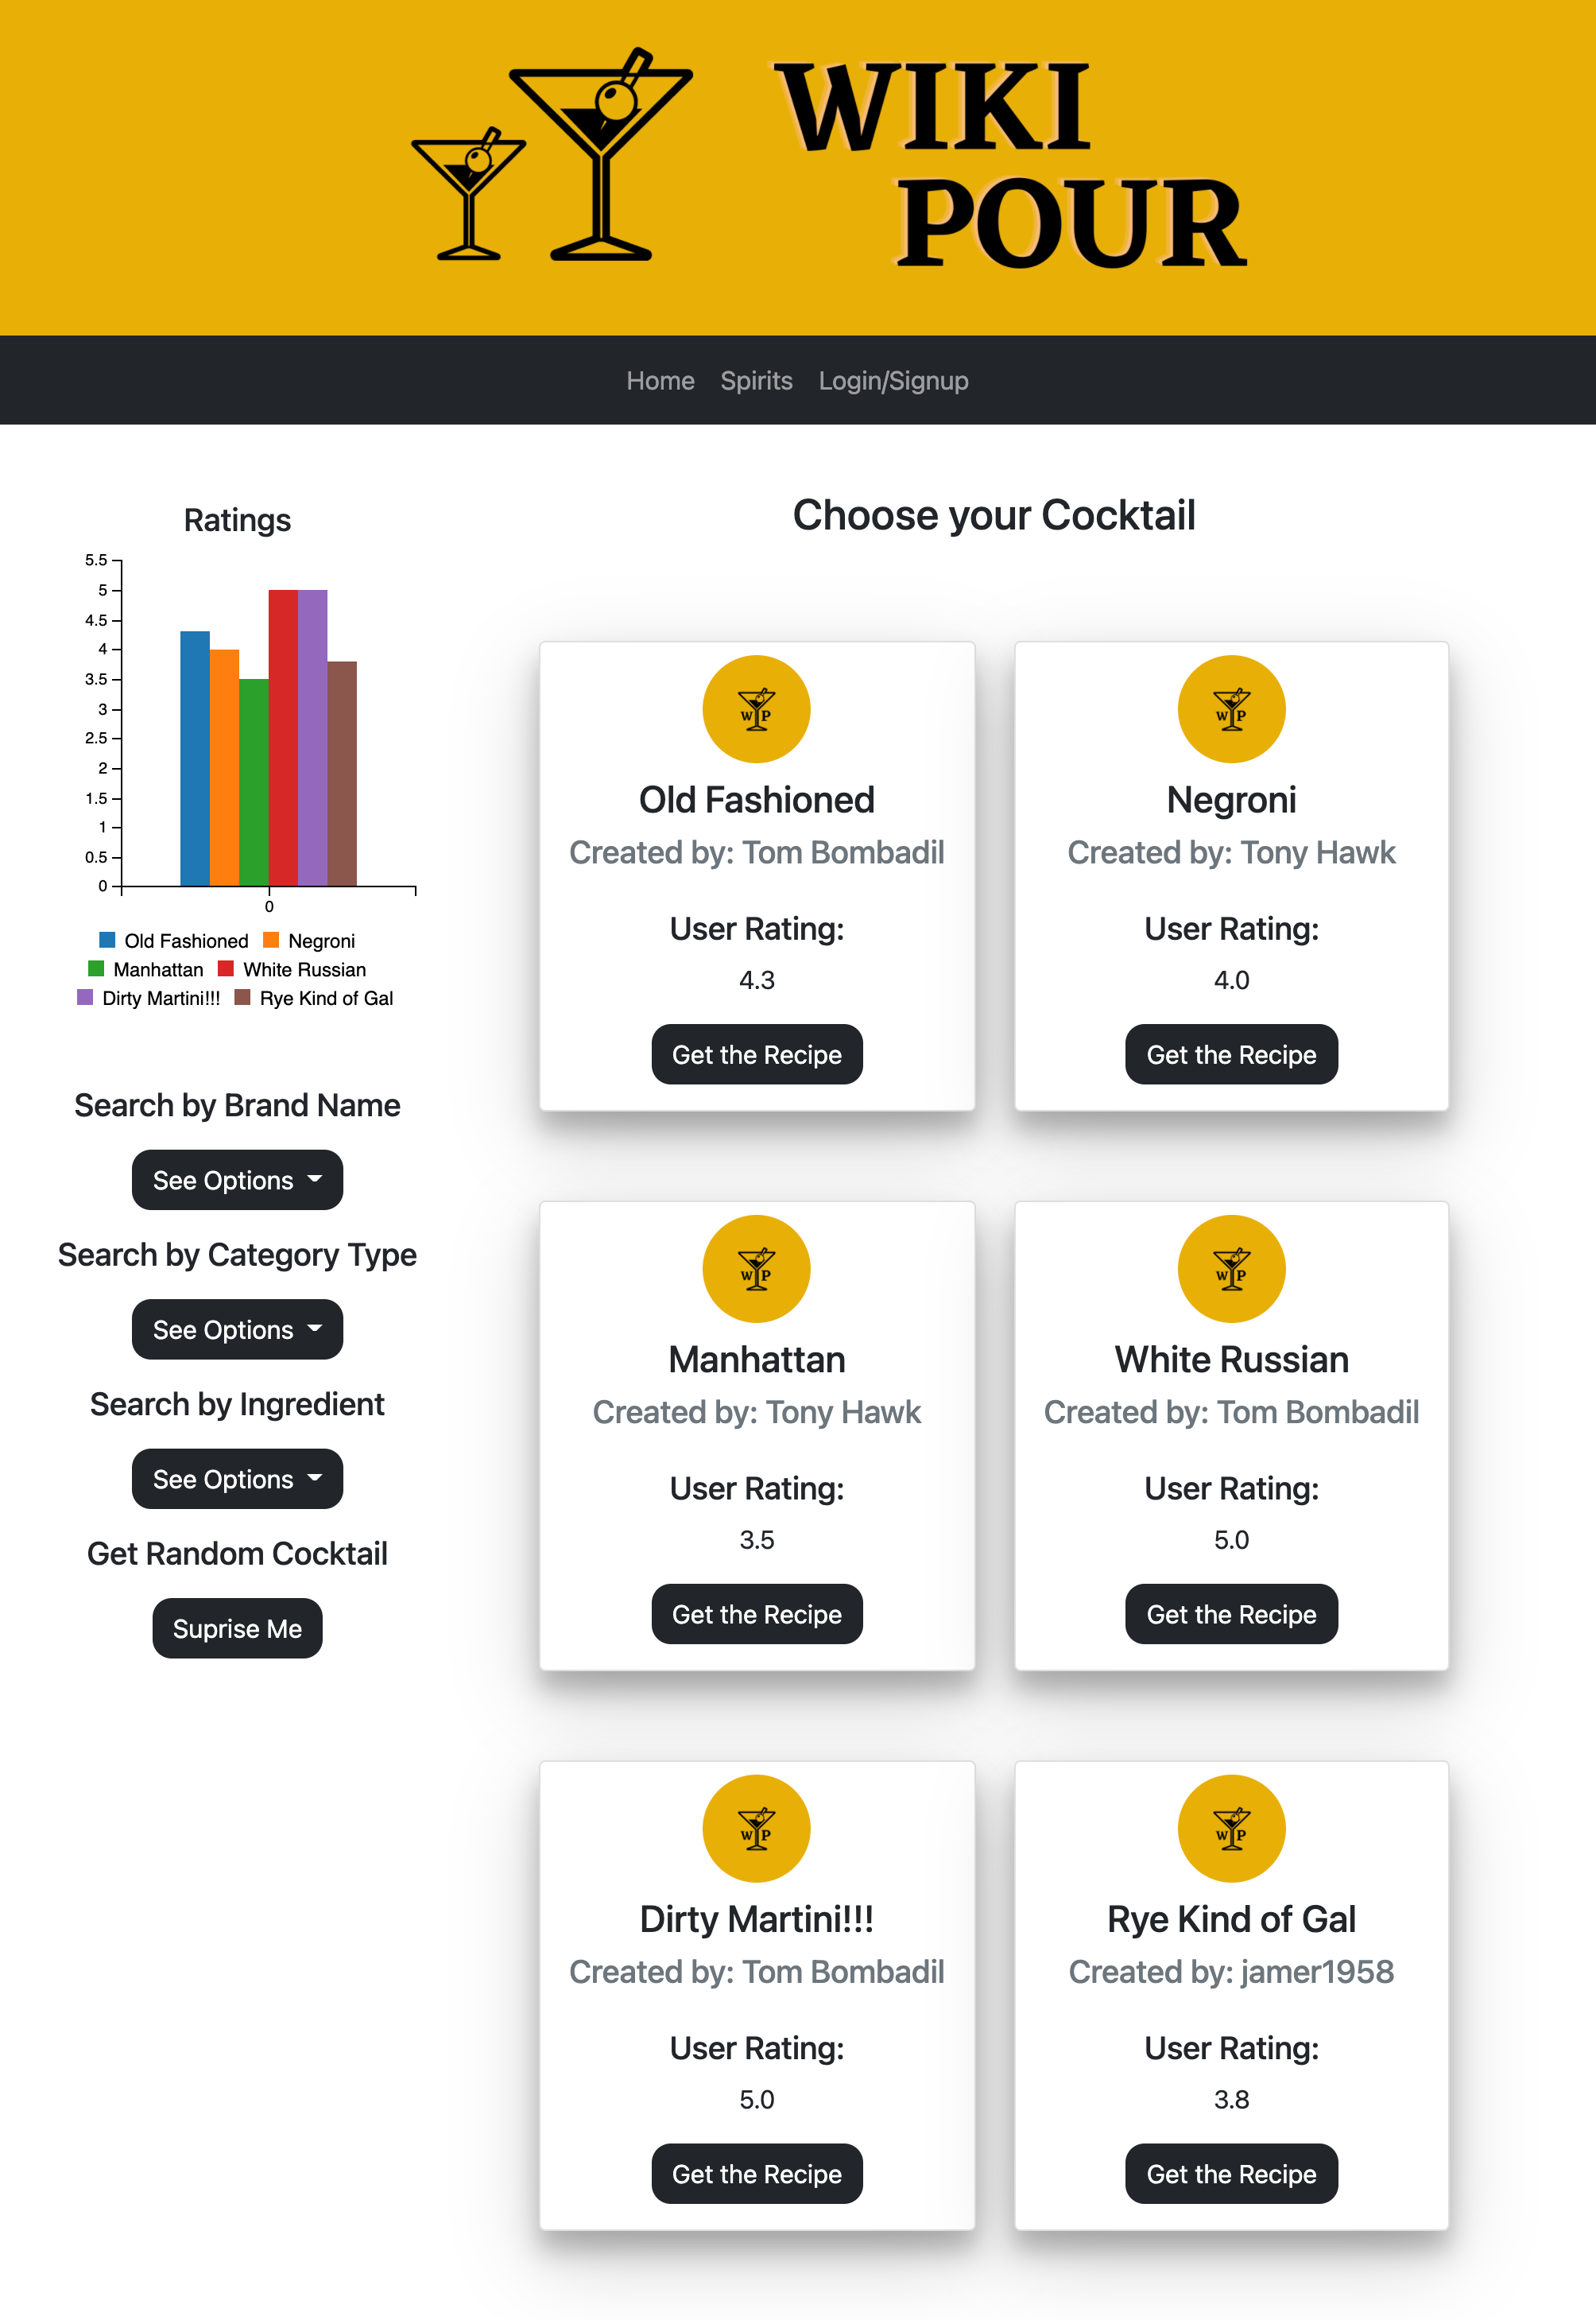 WIKI
POUR
Home Spirits Login/Signup
Ratings
5.5
5
4.5
4
3.5
3
2.5
2
1.5
1
0.5
0
0
Old Fashioned Negroni
Manhattan White Russian
Dirty Martini!!! Rye Kind of Gal
Search by Brand Name
See Options
Search by Category Type
See Options
Search by Ingredient
See Options
Get Random Cocktail
Suprise Me
Choose your Cocktail
W P
Old Fashioned
Created by: Tom Bombadil
User Rating:
4.3
Get the Recipe
W P
Negroni
Created by: Tony Hawk
User Rating:
4.0
Get the Recipe
W P
Manhattan
Created by: Tony Hawk
User Rating:
3.5
Get the Recipe
W P
White Russian
Created by: Tom Bombadil
User Rating:
5.0
Get the Recipe
W P
Dirty Martini!!!
Created by: Tom Bombadil
User Rating:
5.0
Get the Recipe
W P
Rye Kind of Gal
Created by: jamer1958
User Rating:
3.8
Get the Recipe